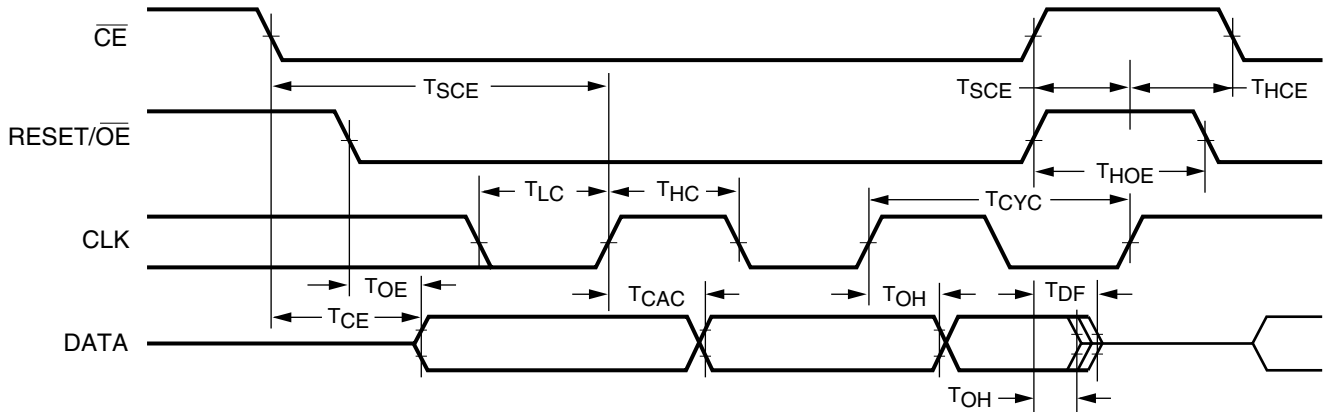 CE
TSCE
TSCE
THCE
RESET/OE
TLC
THC
THOE
TCYC
CLK
TOE
TCAC
TOH
TDF
TCE
DATA
TOH